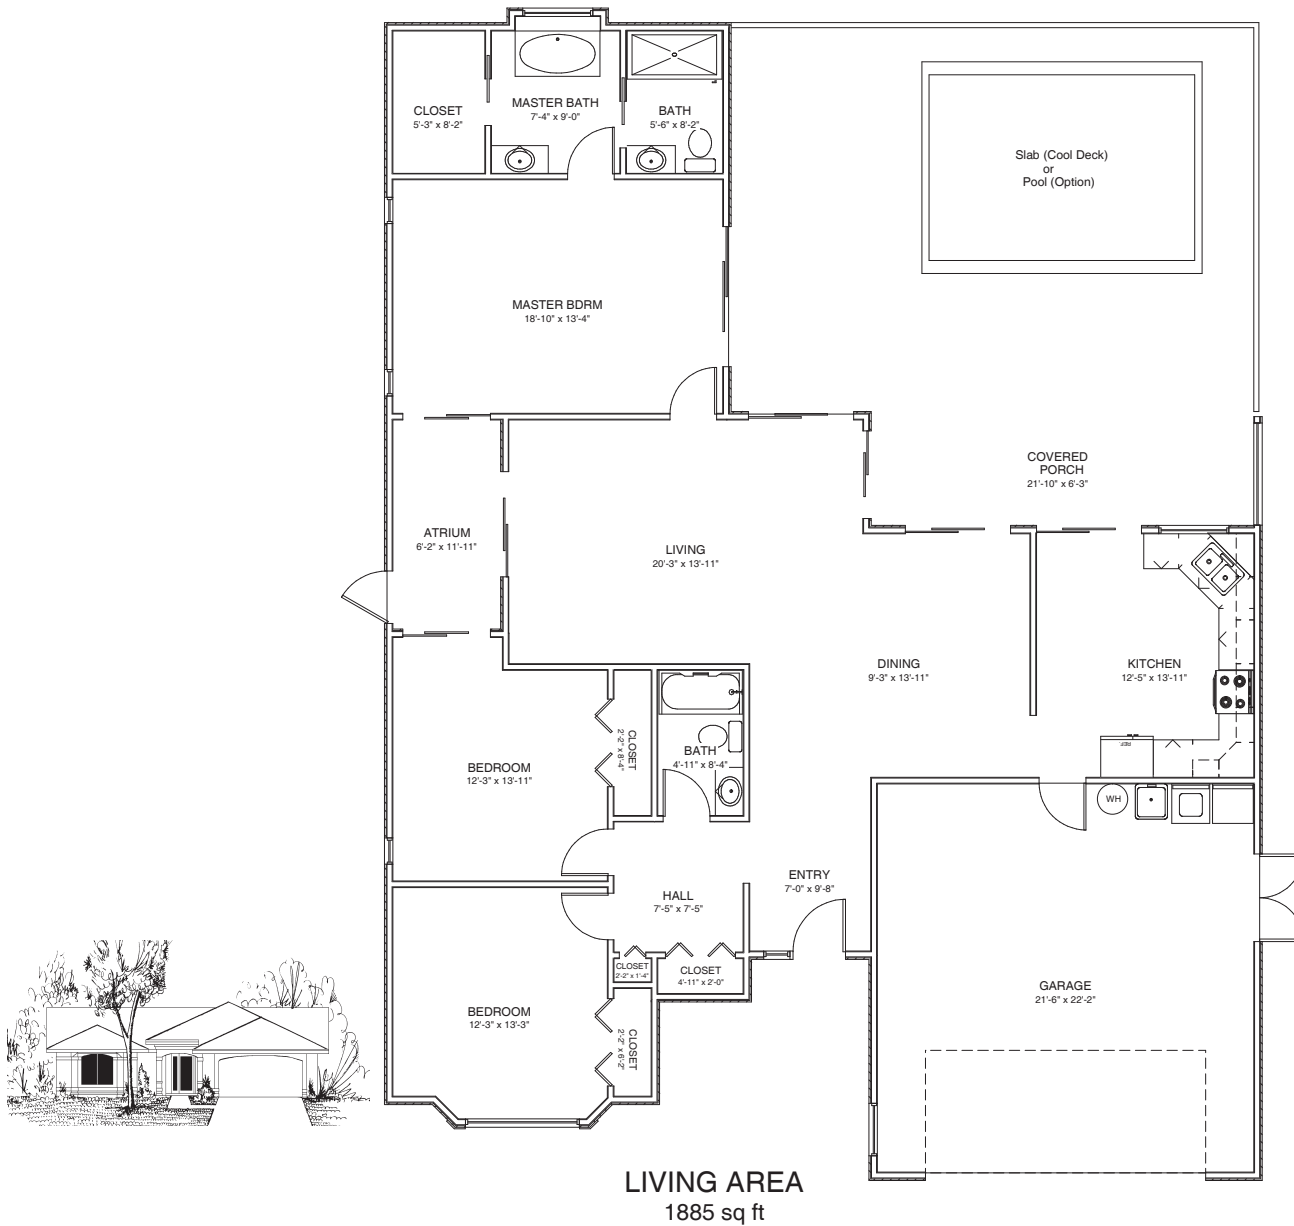 CLOSET
5'-3" x 8'-2"
MASTER BATH
7'-4" x 9'-0"
BATH
5'-6" x 8'-2"
Slab (Cool Deck)
or
Pool (Option)
MASTER BDRM
18'-10" x 13'-4"
COVERED
PORCH
21'-10" x 6'-3"
ATRIUM
6'-2" x 11'-11"
LIVING
20'-3" x 13'-11"
DINING
9'-3" x 13'-11"
KITCHEN
12'-5" x 13'-11"
REF
BEDROOM
12'-3" x 13'-11"
CLOSET
2'-2" x 8'-4"
BATH
4'-11" x 8'-4"
WH
ENTRY
7'-0" x 9'-8"
HALL
7'-5" x 7'-5"
CLOSET
2'-2" x 1'-4"
CLOSET
4'-11" x 2'-0"
GARAGE
21'-6" x 22'-2"
BEDROOM
12'-3" x 13'-3"
CLOSET
2'-2" x 6'-2"
LIVING AREA
1885 sq ft